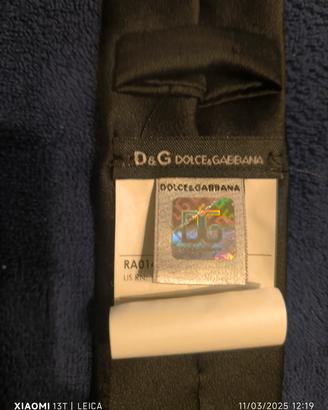 D&G DOLCE&GABBANA
DOLCE&GABBANA
DG
RA01
US RN
XIAOMI 13T | LEICA
11/03/2025 12:19